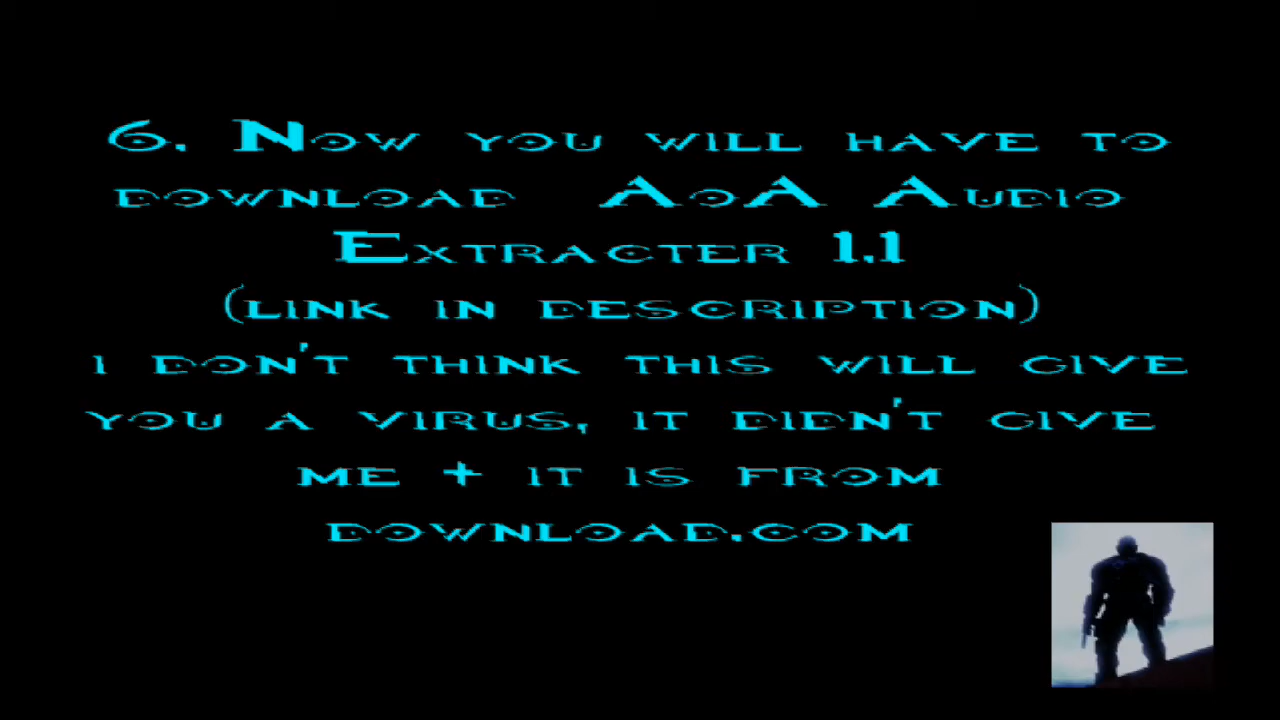 6. Now you will have to
download AoA Audio
Extracter 1.1
(link in description)
i don't think this will give
you a virus, it didn't give
me + it is from
download.com